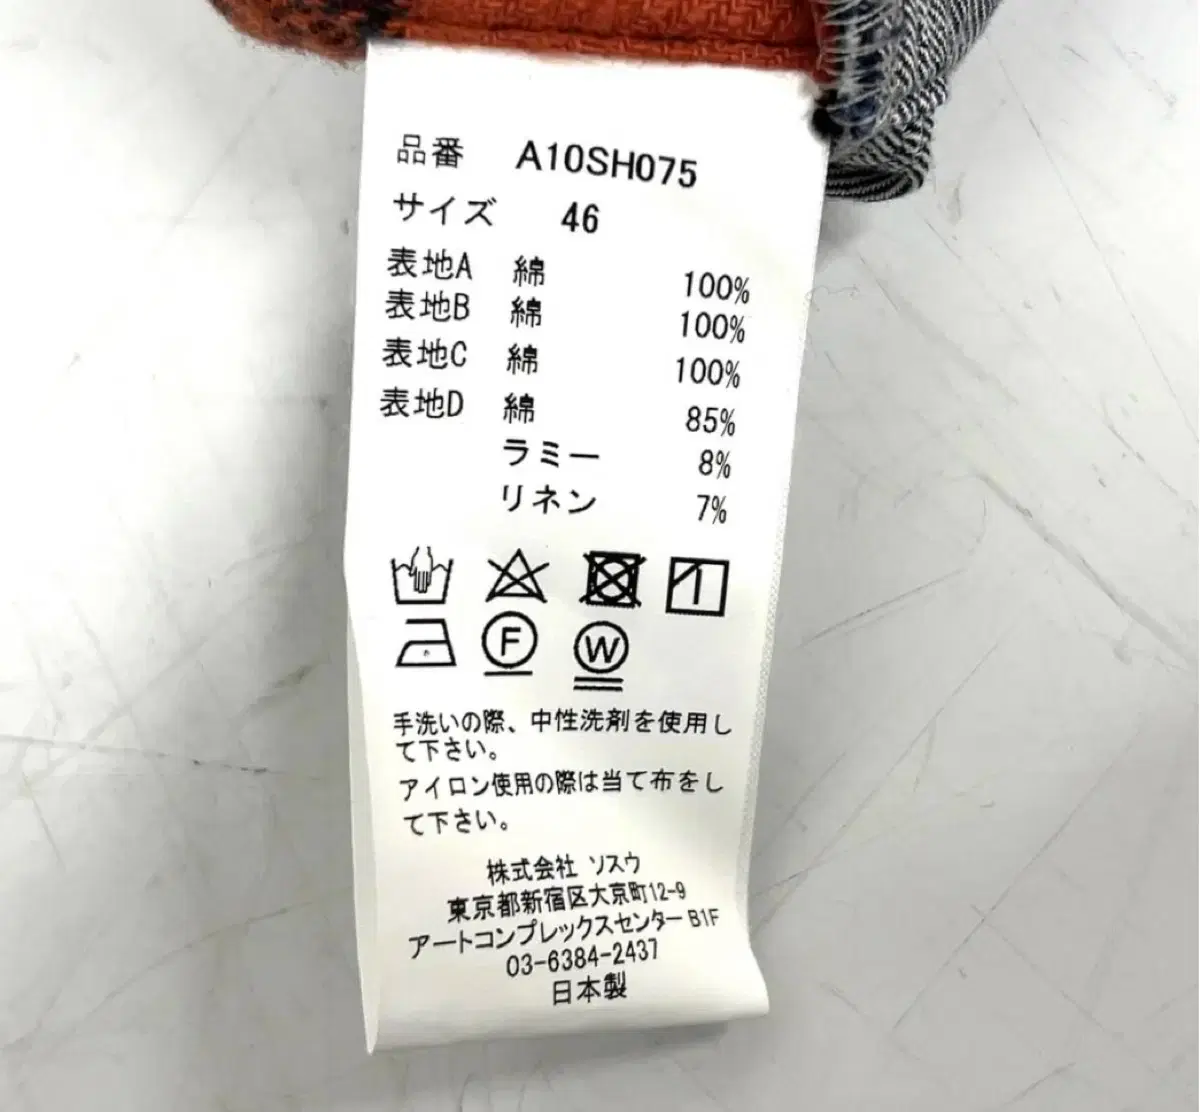 品番 A10SH075
サイズ 46
表地A 綿 100%
表地B 綿 100%
表地C 綿 100%
表地D 綿 85%
ラミー 8%
リネン 7%
F W
手洗いの際、中性洗剤を使用し
て下さい。
アイロン使用の際は当て布をし
て下さい。
株式会社 ソスウ
東京都新宿区大京町12-9
アートコンプレックスセンターB1F
03-6384-2437
日本製